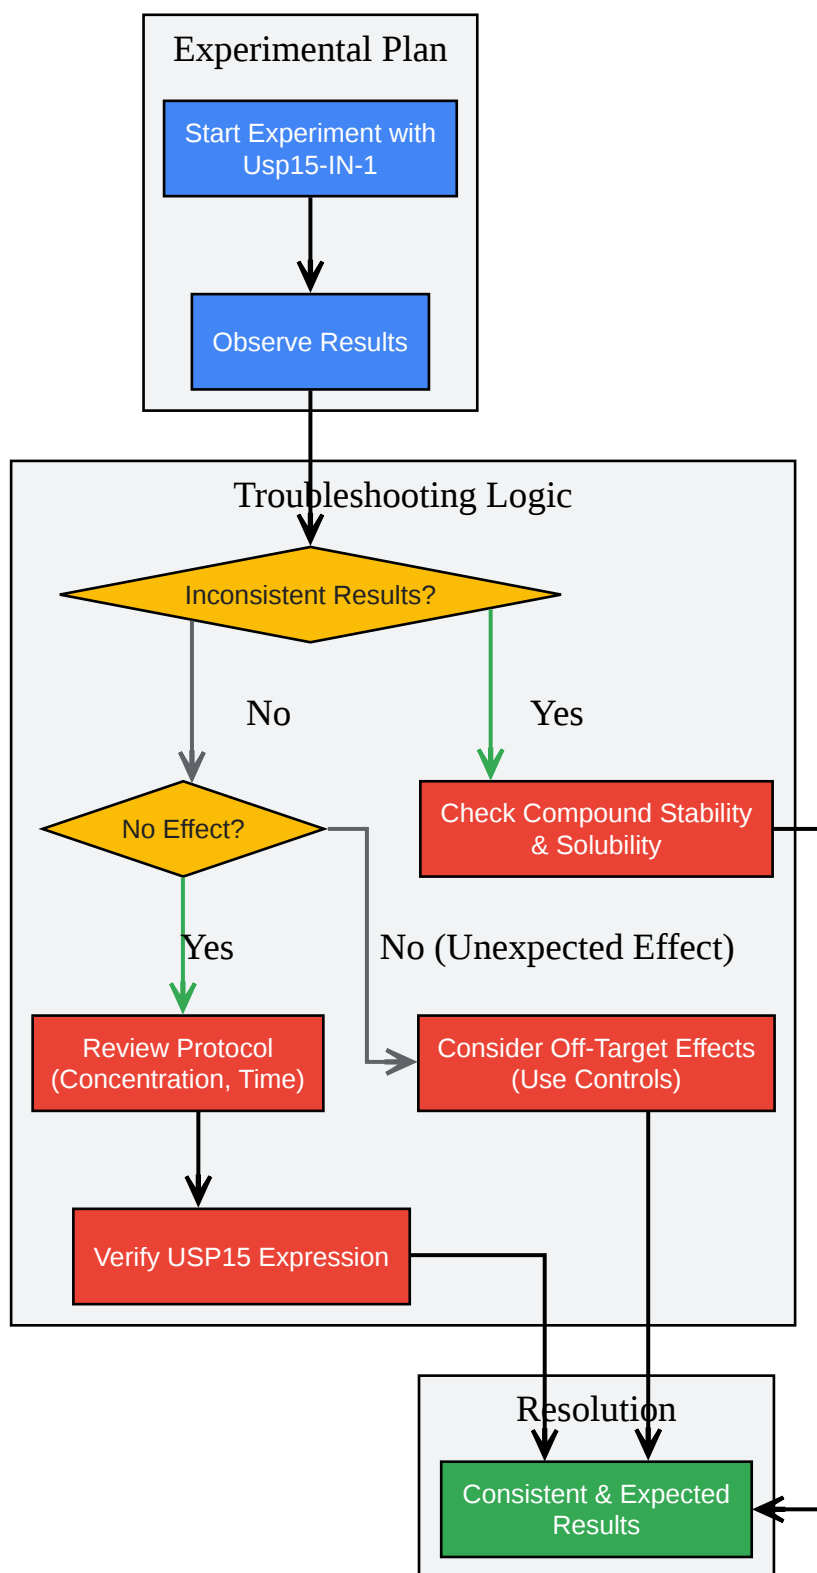 Experimental Plan
Start Experiment with
Usp15-IN-1
Observe Results
Troubleshooting Logic
Inconsistent Results?
No
Yes
No Effect?
Check Compound Stability
& Solubility
Yes
No (Unexpected Effect)
Review Protocol
(Concentration, Time)
Consider Off-Target Effects
(Use Controls)
Verify USP15 Expression
Resolution
Consistent & Expected
Results